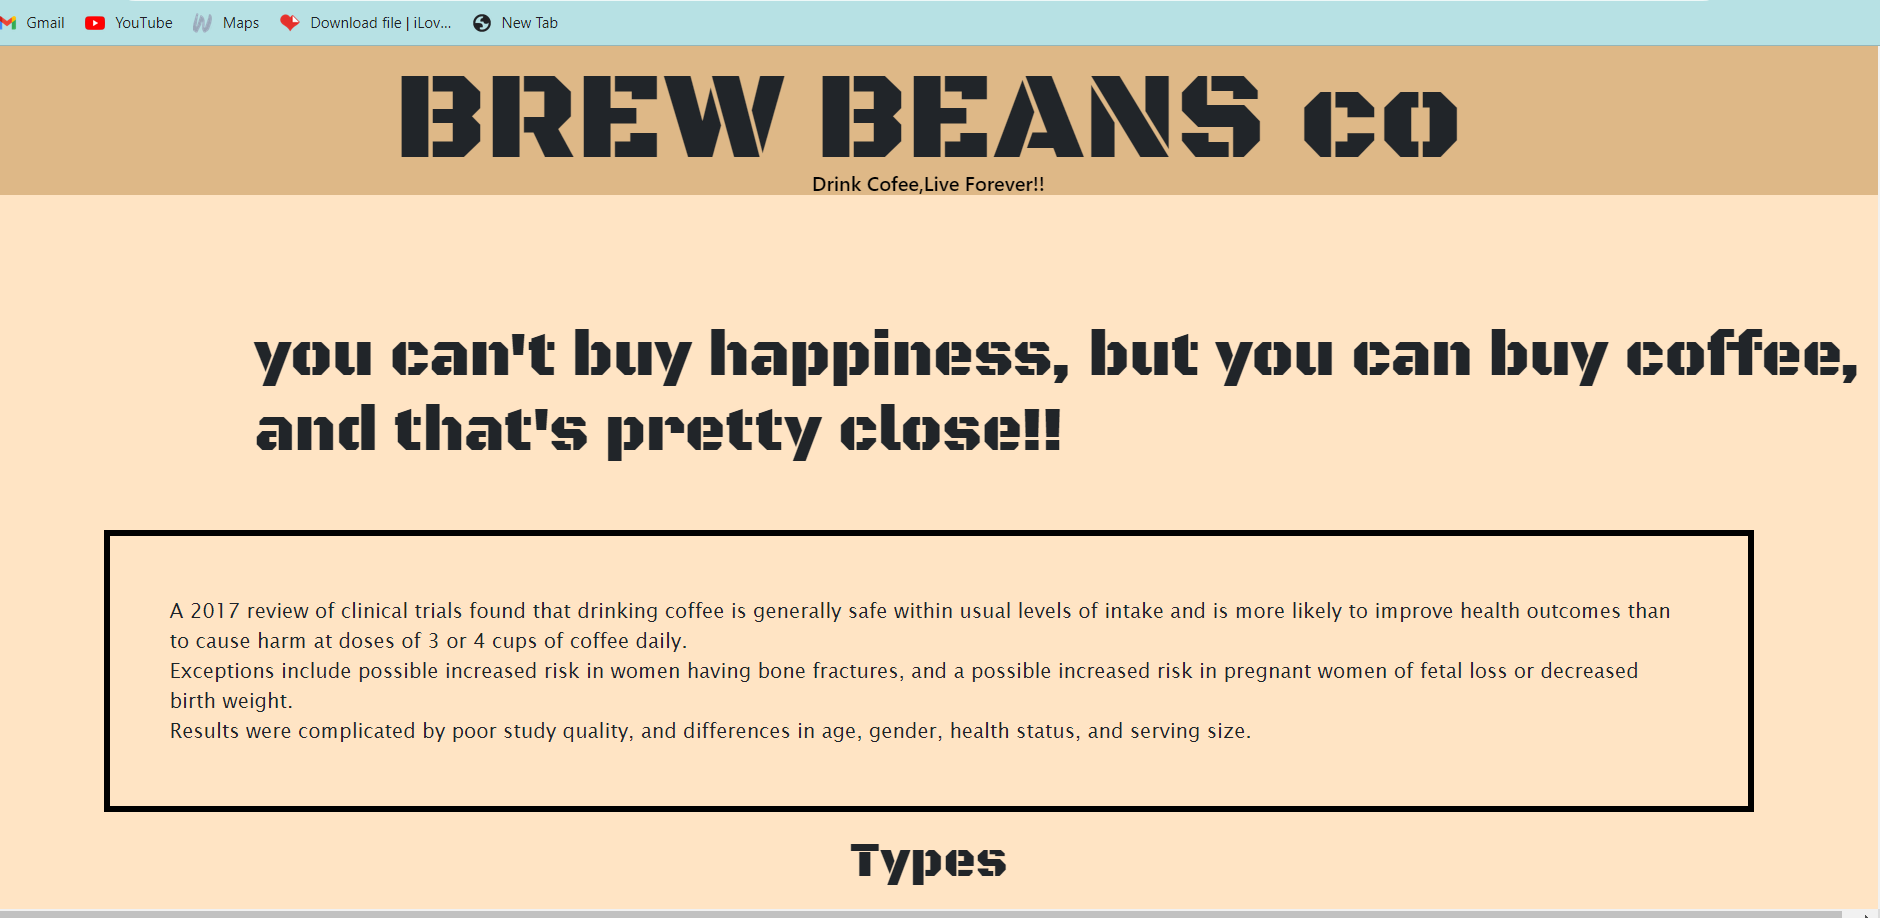 Gmail YouTube Maps Download file | iLov... New Tab
BREW BEANS co
Drink Cofee,Live Forever!!
you can't buy happiness, but you can buy coffee,
and that's pretty close!!
A 2017 review of clinical trials found that drinking coffee is generally safe within usual levels of intake and is more likely to improve health outcomes than
to cause harm at doses of 3 or 4 cups of coffee daily.
Exceptions include possible increased risk in women having bone fractures, and a possible increased risk in pregnant women of fetal loss or decreased
birth weight.
Results were complicated by poor study quality, and differences in age, gender, health status, and serving size.
Types